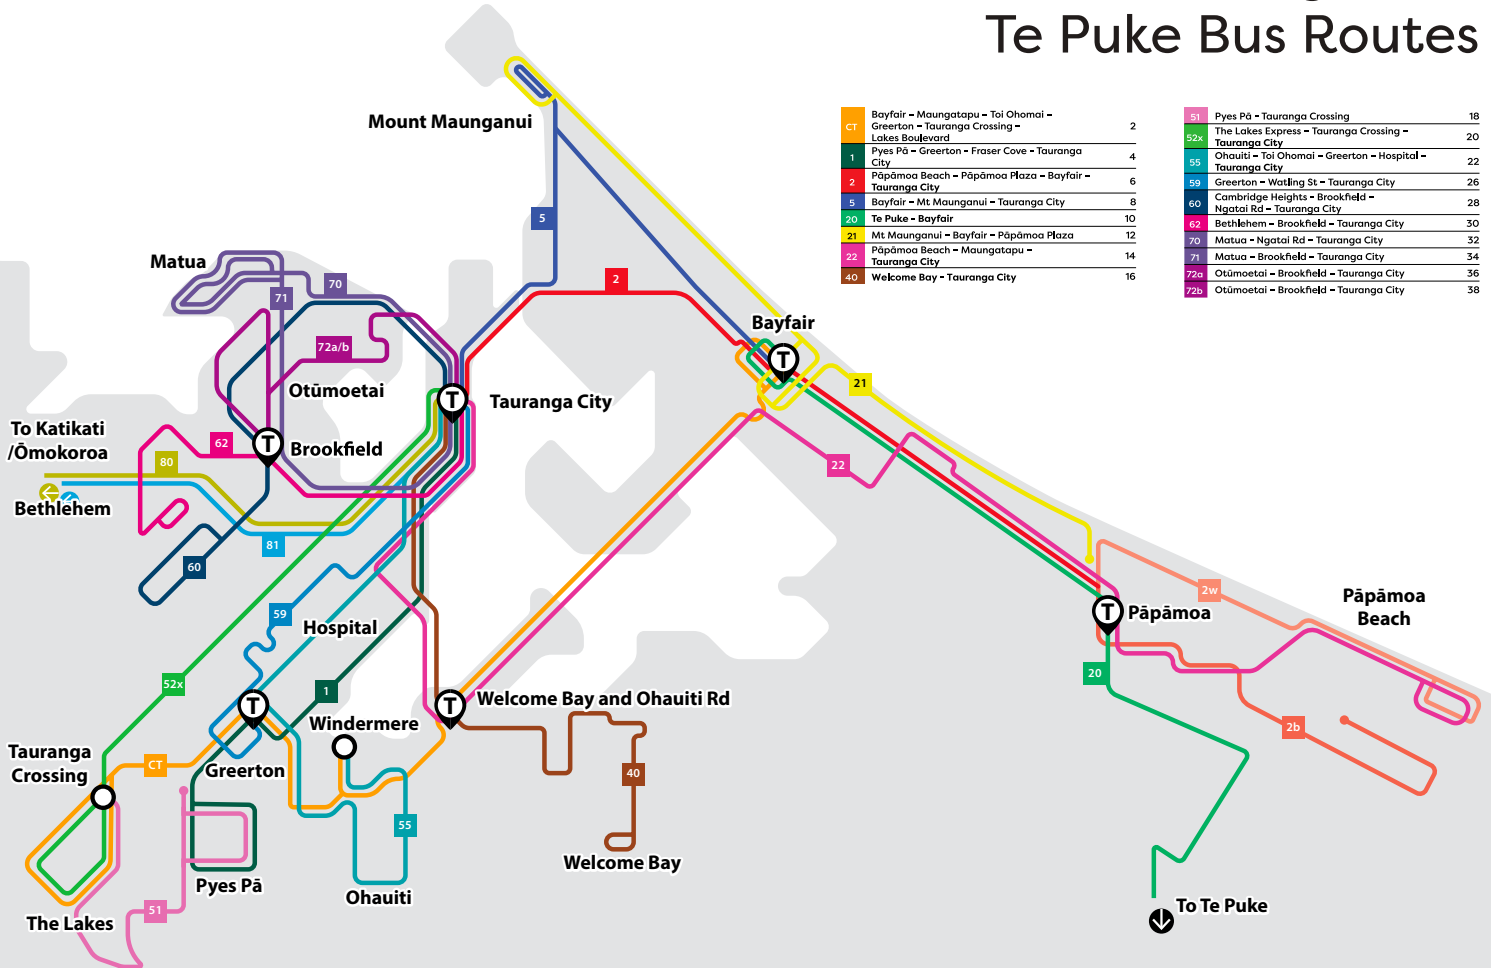 Te Puke Bus Routes
CT
Bayfair – Maungatapu – Toi Ohomai –
Greerton – Tauranga Crossing –
Lakes Boulevard
2
1
Pyes Pā – Greerton – Fraser Cove – Tauranga
City
4
2
Pāpāmoa Beach – Pāpāmoa Plaza – Bayfair –
Tauranga City
6
5
Bayfair – Mt Maunganui – Tauranga City
8
20
Te Puke – Bayfair
10
21
Mt Maunganui – Bayfair – Pāpāmoa Plaza
12
22
Pāpāmoa Beach – Maungatapu –
Tauranga City
14
40
Welcome Bay – Tauranga City
16
51
Pyes Pā – Tauranga Crossing
18
52x
The Lakes Express – Tauranga Crossing –
Tauranga City
20
55
Ohauiti – Toi Ohomai – Greerton – Hospital –
Tauranga City
22
59
Greerton – Watling St – Tauranga City
26
60
Cambridge Heights – Brookfield –
Ngatai Rd – Tauranga City
28
62
Bethlehem – Brookfield – Tauranga City
30
70
Matua – Ngatai Rd – Tauranga City
32
71
Matua – Brookfield – Tauranga City
34
72a
Otūmoetai – Brookfield – Tauranga City
36
72b
Otūmoetai – Brookfield – Tauranga City
38
Mount Maunganui
5
Matua
70
71
2
Bayfair
T
72a/b
Otūmoetai
21
T
Tauranga City
To Katikati
/Ōmokoroa
62
T
Brookfield
80
22
Bethlehem
81
60
2w
Pāpāmoa
Beach
59
Hospital
T
Pāpāmoa
20
52x
1
T
T
Welcome Bay and Ohauiti Rd
Windermere
2b
Tauranga
Crossing
CT
Greerton
40
55
Welcome Bay
Pyes Pā
Ohauiti
51
The Lakes
To Te Puke